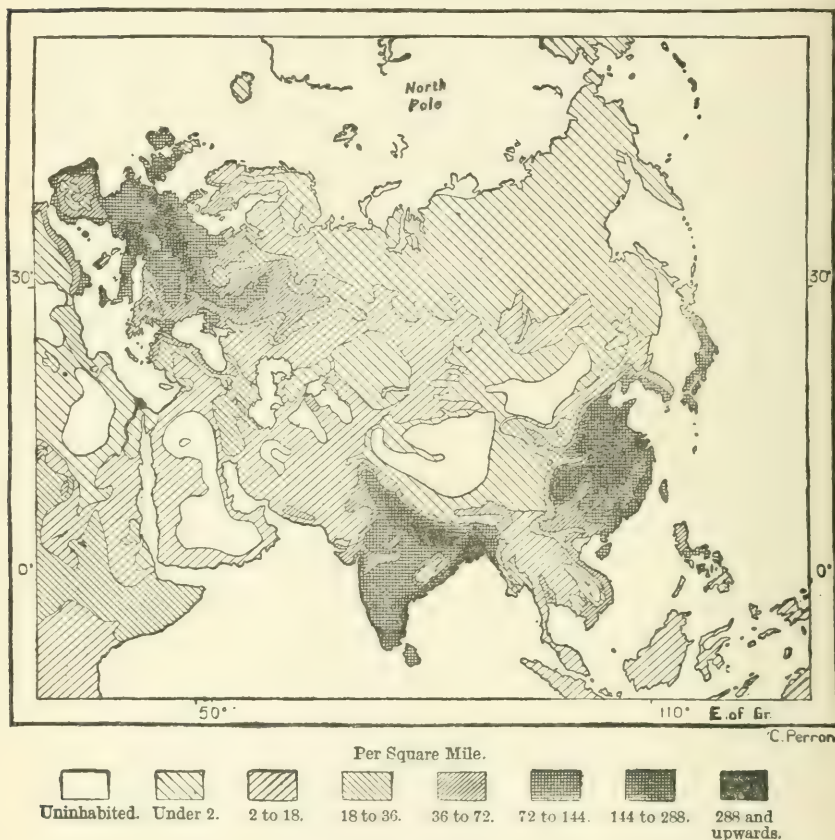 North
Pole
30°
30°
0°
0°
50°
110° E. of Gr.
C. Perron
Per Square Mile.
Uninhabited. Under 2. 2 to 18. 18 to 36. 36 to 72. 72 to 144. 144 to 288. 288 and
upwards.